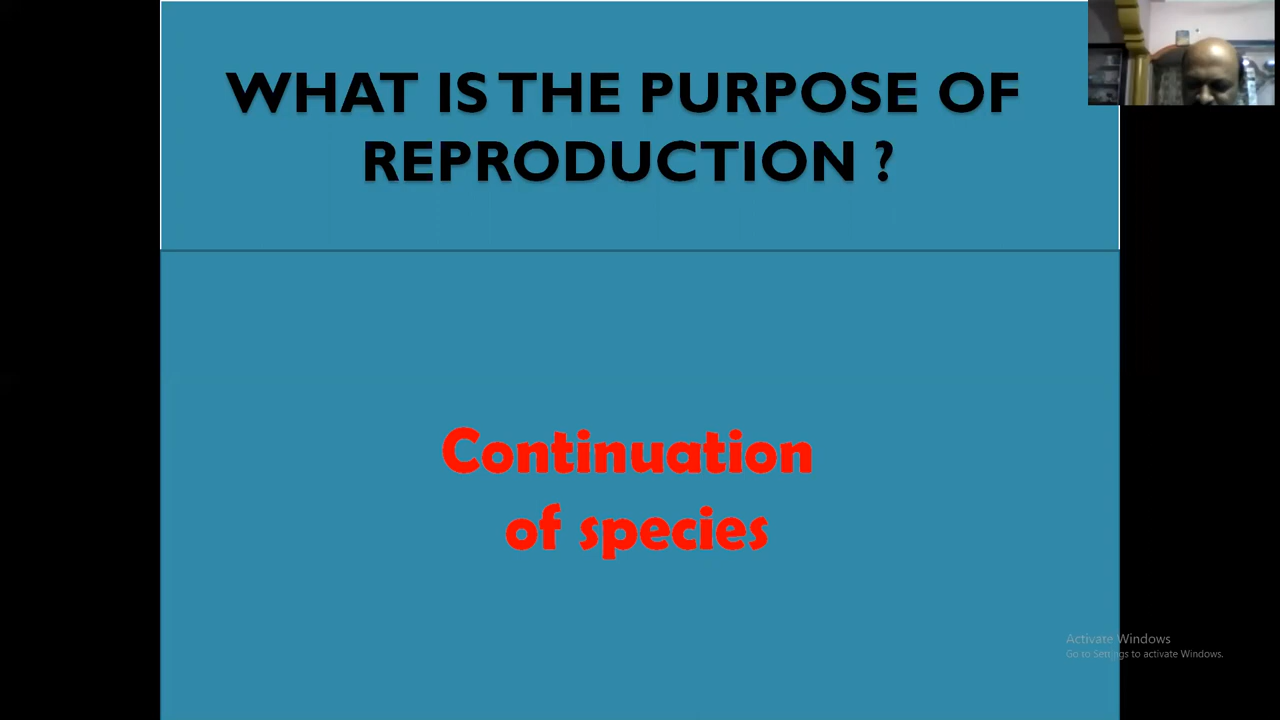 WHAT IS THE PURPOSE OF
REPRODUCTION ?
Continuation
of species
Activate Windows
Go to Settings to activate Windows.